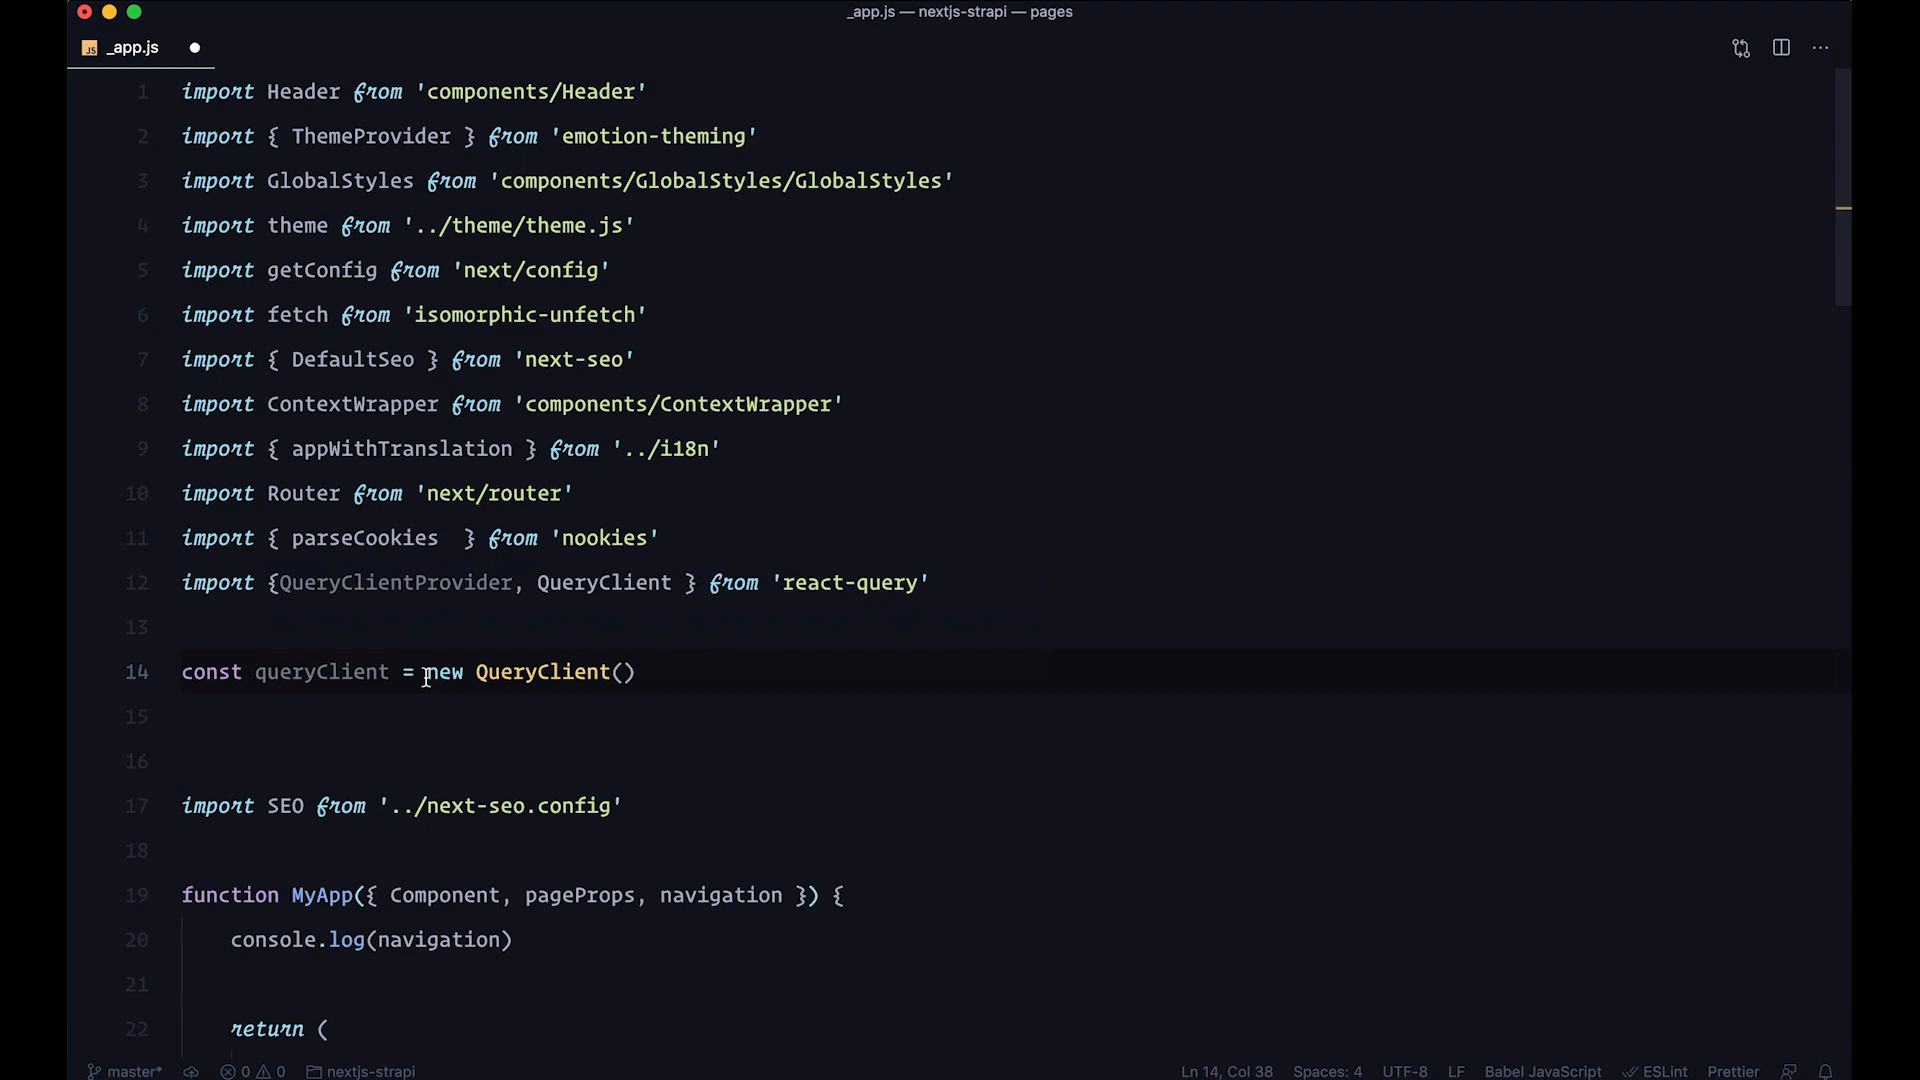 _app.js — nextjs-strapi — pages
JS _app.js
1 import Header from 'components/Header'
2 import { ThemeProvider } from 'emotion-theming'
3 import GlobalStyles from 'components/GlobalStyles/GlobalStyles'
4 import theme from '../theme/theme.js'
5 import getConfig from 'next/config'
6 import fetch from 'isomorphic-unfetch'
7 import { DefaultSeo } from 'next-seo'
8 import ContextWrapper from 'components/ContextWrapper'
9 import { appWithTranslation } from '../i18n'
10 import Router from 'next/router'
11 import { parseCookies  } from 'nookies'
12 import {QueryClientProvider, QueryClient } from 'react-query'
13
14 const queryClient = new QueryClient()
15
16
17 import SEO from '../next-seo.config'
18
19 function MyApp({ Component, pageProps, navigation }) {
20     console.log(navigation)
21
22     return (
master* 0 0 nextjs-strapi Ln 14, Col 38 Spaces: 4 UTF-8 LF Babel JavaScript ESLint Prettier